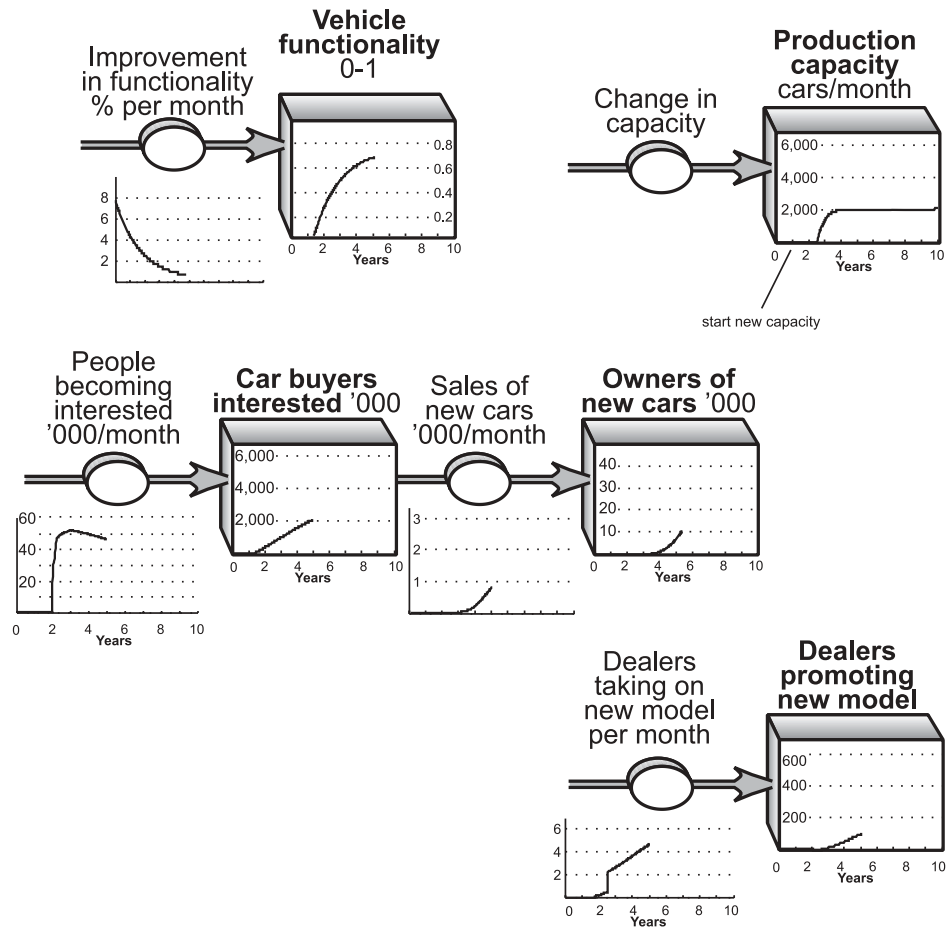 Vehicle
functionality
0-1
Improvement
in functionality
% per month
0.8
0.6
0.4
0.2
0 2 4 6 8 10
Years
8
6
4
2
Production
capacity
cars/month
Change in
capacity
6,000
4,000
2,000
0 2 4 6 8 10
Years
start new capacity
People
becoming
interested
’000/month
60
40
20
0 2 4 6 8 10
Years
Car buyers
interested ’000
6,000
4,000
2,000
0 2 4 6 8 10
Years
Sales of
new cars
’000/month
3
2
1
Owners of
new cars ’000
40
30
20
10
0 2 4 6 8 10
Years
Dealers
taking on
new model
per month
6
4
2
0 2 4 6 8 10
Years
Dealers
promoting
new model
600
400
200
0 2 4 6 8 10
Years